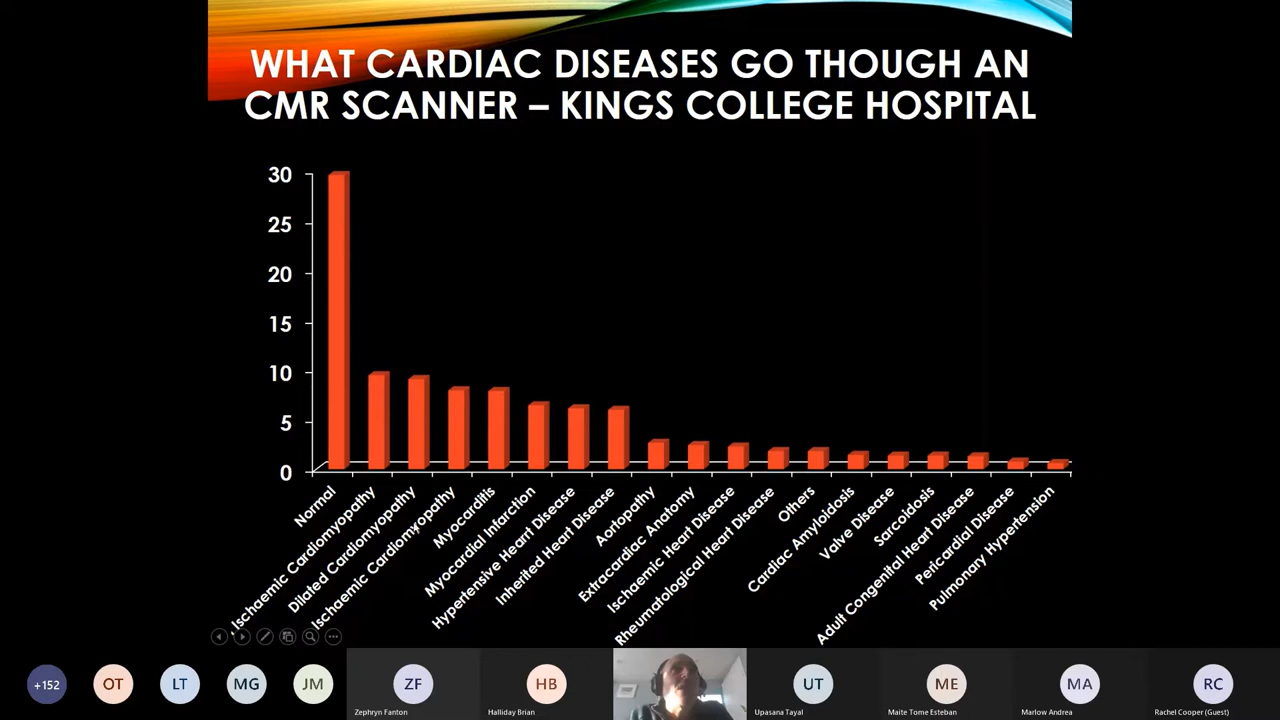 WHAT CARDIAC DISEASES GO THOUGH AN
CMR SCANNER – KINGS COLLEGE HOSPITAL
30
25
20
15
10
5
0
Normal
Ischaemic Cardiomyopathy
Dilated Cardiomyopathy
Ischaemic Cardiomyopathy
Myocarditis
Myocardial Infarction
Hypertensive Heart Disease
Inherited Heart Disease
Aortopathy
Extracardiac Anatomy
Ischaemic Heart Disease
Rheumatological Heart Disease
Others
Cardiac Amyloidosis
Valve Disease
Sarcoidosis
Adult Congenital Heart Disease
Pericardial Disease
Pulmonary Hypertension
+152
OT
LT
MG
JM
ZF
Zephryn Fanton
HB
Halliday Brian
UT
Upasana Tayal
ME
Maite Tome Esteban
MA
Marlow Andrea
RC
Rachel Cooper (Guest)